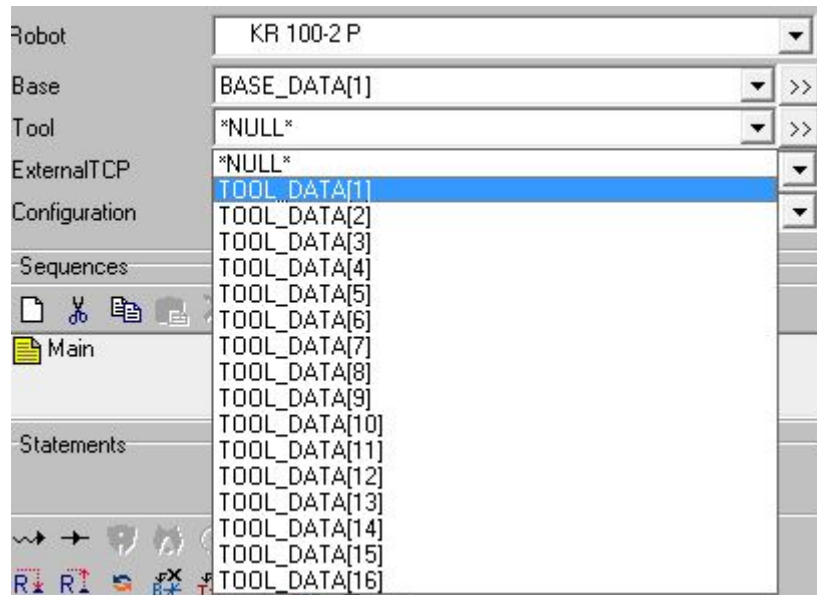 Robot KR 100-2 P
Base BASE_DATA[1] >>
Tool *NULL* >>
ExternalTCP *NULL*
TOOL_DATA[1]
Configuration TOOL_DATA[2]
TOOL_DATA[3]
Sequences TOOL_DATA[4]
TOOL_DATA[5]
TOOL_DATA[6]
Main TOOL_DATA[7]
TOOL_DATA[8]
TOOL_DATA[9]
TOOL_DATA[10]
Statements TOOL_DATA[11]
TOOL_DATA[12]
TOOL_DATA[13]
TOOL_DATA[14]
TOOL_DATA[15]
R R TOOL_DATA[16]